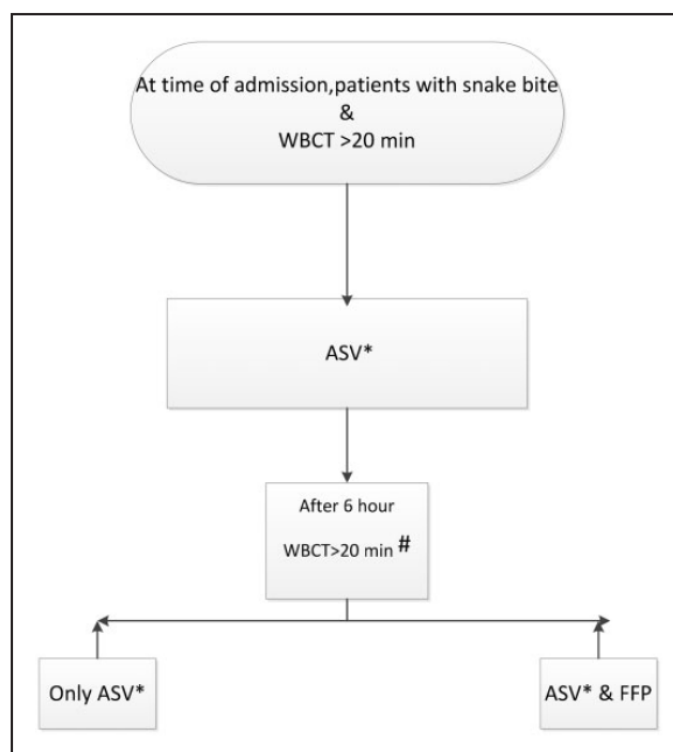 At time of admission,patients with snake bite
&
WBCT >20 min
ASV*
After 6 hour
WBCT>20 min #
Only ASV*
ASV* & FFP